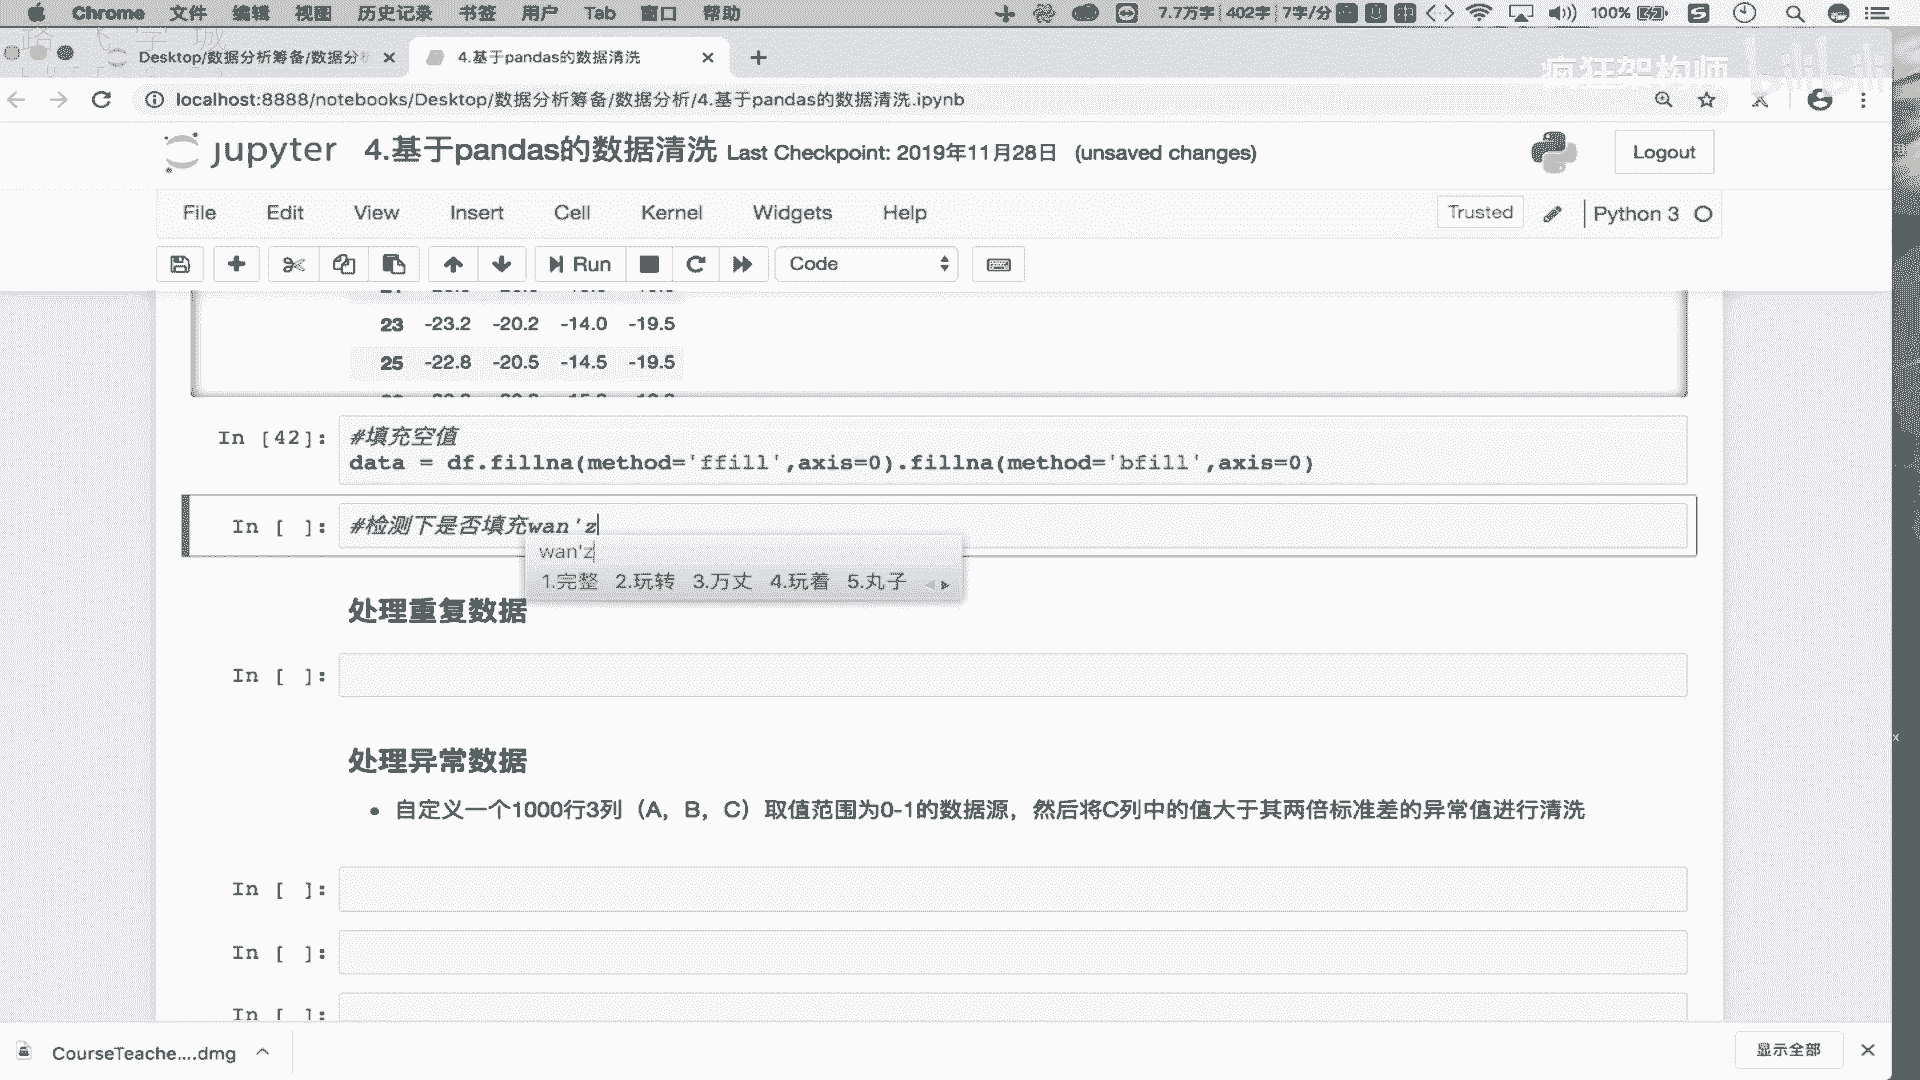 Chrome 文件 编辑 视图 历史记录 书签 用户 Tab 窗口 帮助 7.7万字 402字 7字/分 100%
Desktop/数据分析筹备/数据分
4.基于pandas的数据清洗
疯狂架构师 bilibili
localhost:8888/notebooks/Desktop/数据分析筹备/数据分析/4.基于pandas的数据清洗.ipynb
jupyter 4.基于pandas的数据清洗 Last Checkpoint: 2019年11月28日 (unsaved changes)
Logout
File Edit View Insert Cell Kernel Widgets Help
Trusted Python 3
Run Code
23 -23.2 -20.2 -14.0 -19.5
25 -22.8 -20.5 -14.5 -19.5
In [42]: #填充空值
data = df.fillna(method='ffill',axis=0).fillna(method='bfill',axis=0)
In [ ]: #检测下是否填充wan'z
wan'z
1.完整 2.玩转 3.万丈 4.玩着 5.丸子
处理重复数据
In [ ]:
处理异常数据
• 自定义一个1000行3列（A，B，C）取值范围为0-1的数据源，然后将C列中的值大于其两倍标准差的异常值进行清洗
In [ ]:
In [ ]:
In [ ]:
CourseTeache....dmg
显示全部